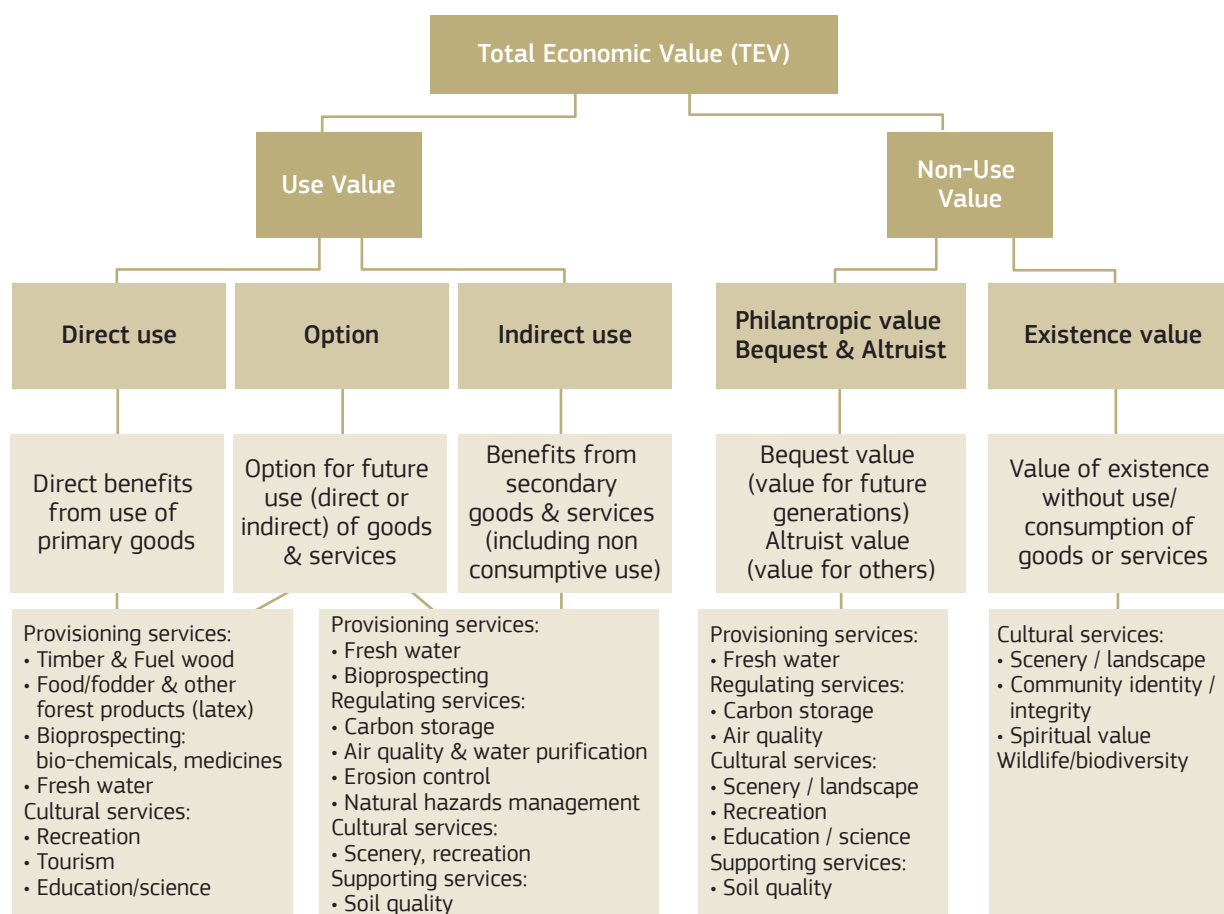 Total Economic Value (TEV)
Use Value
Non-Use
Value
Direct use
Option
Indirect use
Philantropic value
Bequest & Altruist
Existence value
Direct benefits
from use of
primary goods
Option for future
use (direct or
indirect) of goods
& services
Benefits from
secondary
goods & services
(including non
consumptive use)
Bequest value
(value for future
generations)
Altruist value
(value for others)
Value of existence
without use/
consumption of
goods or services
Provisioning services:
• Timber & Fuel wood
• Food/fodder & other
forest products (latex)
• Bioprospecting:
bio-chemicals, medicines
• Fresh water
Cultural services:
• Recreation
• Tourism
• Education/science
Provisioning services:
• Fresh water
• Bioprospecting
Regulating services:
• Carbon storage
• Air quality & water purification
• Erosion control
• Natural hazards management
Cultural services:
• Scenery, recreation
Supporting services:
• Soil quality
Provisioning services:
• Fresh water
Regulating services:
• Carbon storage
• Air quality
Cultural services:
• Scenery / landscape
• Recreation
• Education / science
Supporting services:
• Soil quality
Cultural services:
• Scenery / landscape
• Community identity /
integrity
• Spiritual value
Wildlife/biodiversity